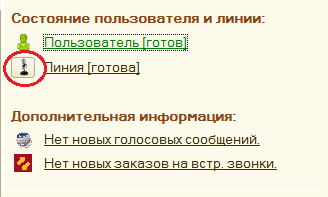 Состояние пользователя и линии:
Пользователь [готов]
Линия [готова]
Дополнительная информация:
Нет новых голосовых сообщений.
Нет новых заказов на встр. звонки.